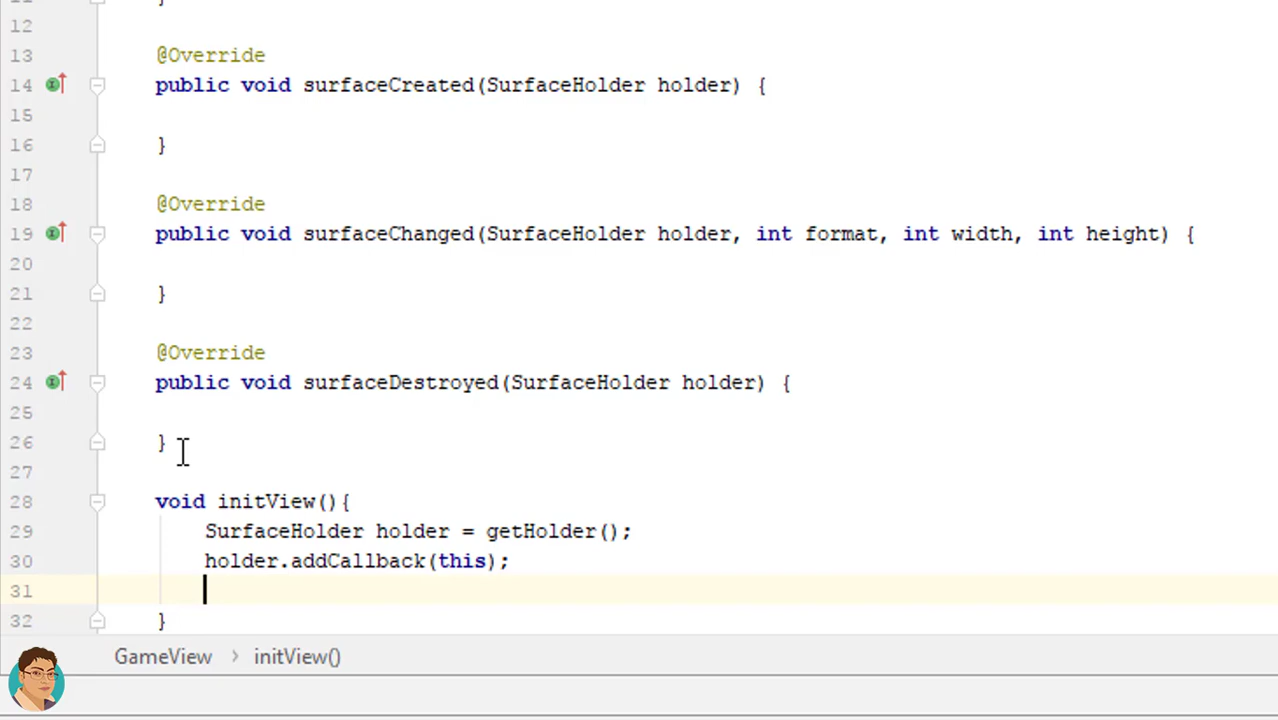 12
13 @Override
14 public void surfaceCreated(SurfaceHolder holder) {
15
16 }
17
18 @Override
19 public void surfaceChanged(SurfaceHolder holder, int format, int width, int height) {
20
21 }
22
23 @Override
24 public void surfaceDestroyed(SurfaceHolder holder) {
25
26 }
27
28 void initView(){
29 SurfaceHolder holder = getHolder();
30 holder.addCallback(this);
31
32 }
GameView › initView()